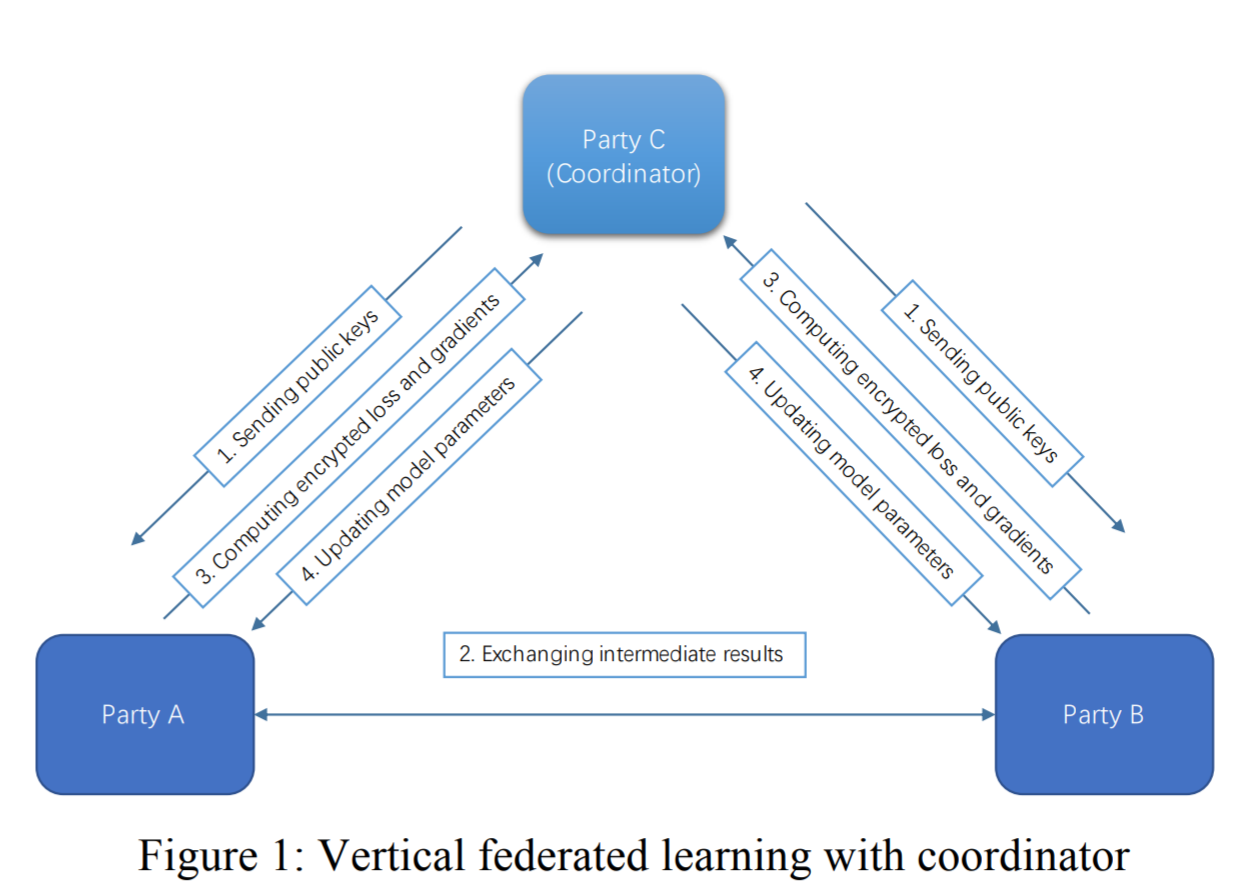 Party C
(Coordinator)
1. Sending public keys
3. Computing encrypted loss and gradients
4. Updating model parameters
3. Computing encrypted loss and gradients
1. Sending public keys
4. Updating model parameters
2. Exchanging intermediate results
Party A
Party B
Figure 1: Vertical federated learning with coordinator